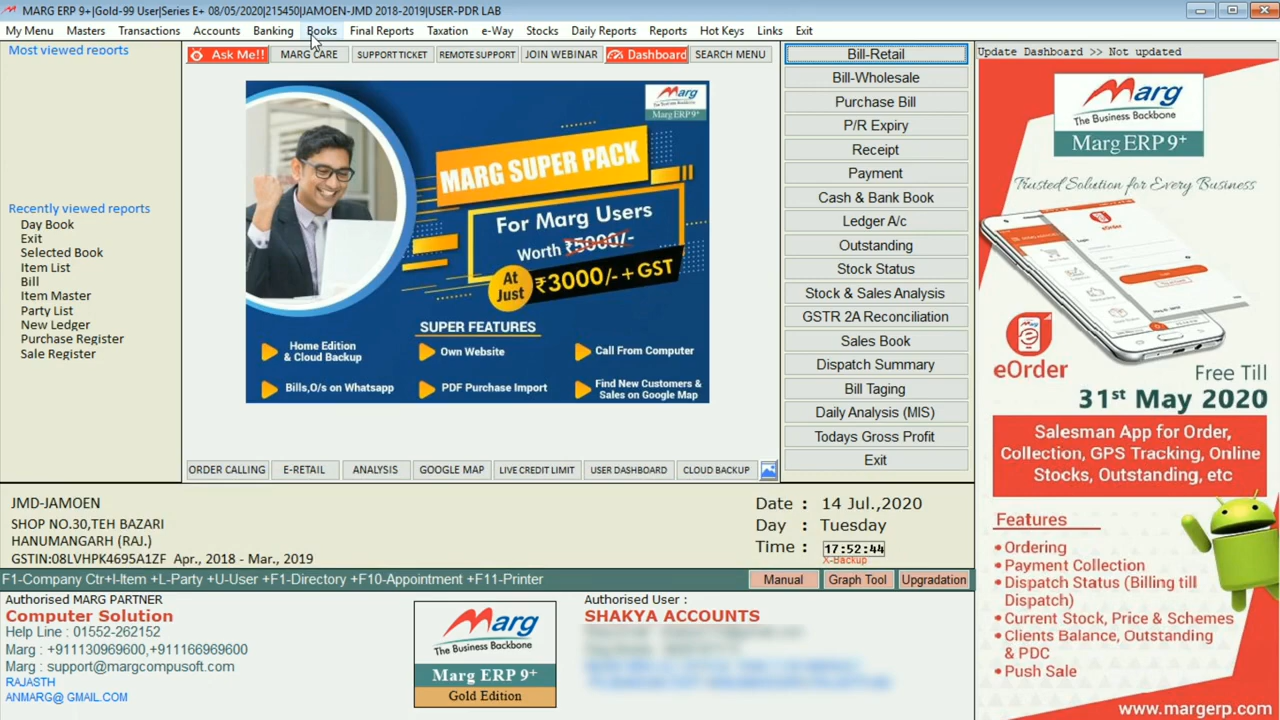 MARG ERP 9+|Gold-99 User|Series E+ 08/05/2020|215450|JAMOEN-JMD 2018-2019|USER-PDR LAB
My Menu Masters Transactions Accounts Banking Books Final Reports Taxation e-Way Stocks Daily Reports Reports Hot Keys Links Exit
Most viewed reports
Recently viewed reports
Day Book
Exit
Selected Book
Item List
Bill
Item Master
Party List
New Ledger
Purchase Register
Sale Register
Ask Me!! MARG CARE SUPPORT TICKET REMOTE SUPPORT JOIN WEBINAR Dashboard SEARCH MENU
Marg
The Business Backbone
Marg ERP 9+
MARG SUPER PACK
For Marg Users
Worth ₹5000/-
At Just ₹3000/-+GST
SUPER FEATURES
Home Edition & Cloud Backup
Own Website
Call From Computer
Bills,O/s on Whatsapp
PDF Purchase Import
Find New Customers & Sales on Google Map
ORDER CALLING E-RETAIL ANALYSIS GOOGLE MAP LIVE CREDIT LIMIT USER DASHBOARD CLOUD BACKUP
Bill-Retail
Bill-Wholesale
Purchase Bill
P/R Expiry
Receipt
Payment
Cash & Bank Book
Ledger A/c
Outstanding
Stock Status
Stock & Sales Analysis
GSTR 2A Reconciliation
Sales Book
Dispatch Summary
Bill Taging
Daily Analysis (MIS)
Todays Gross Profit
Exit
Update Dashboard >> Not updated
Marg
The Business Backbone
Marg ERP 9+
Trusted Solution for Every Business
eOrder
Free Till
31st May 2020
Salesman App for Order,
Collection, GPS Tracking, Online
Stocks, Outstanding, etc
Features
•Ordering
•Payment Collection
•Dispatch Status (Billing till
Dispatch)
•Current Stock, Price & Schemes
•Clients Balance, Outstanding
& PDC
•Push Sale
www.margerp.com
JMD-JAMOEN
SHOP NO.30,TEH BAZARI
HANUMANGARH (RAJ.)
GSTIN:08LVHPK4695A1ZF Apr., 2018 - Mar., 2019
Date : 14 Jul.,2020
Day : Tuesday
Time : 17:52:44
X-Backup
F1-Company Ctr+I-Item +L-Party +U-User +F1-Directory +F10-Appointment +F11-Printer
Manual Graph Tool Upgradation
Authorised MARG PARTNER
Computer Solution
Help Line : 01552-262152
Marg : +911130969600,+911166969600
Marg : support@margcompusoft.com
RAJASTH
ANMARG@ GMAIL.COM
Marg
The Business Backbone
Marg ERP 9+
Gold Edition
Authorised User :
SHAKYA ACCOUNTS